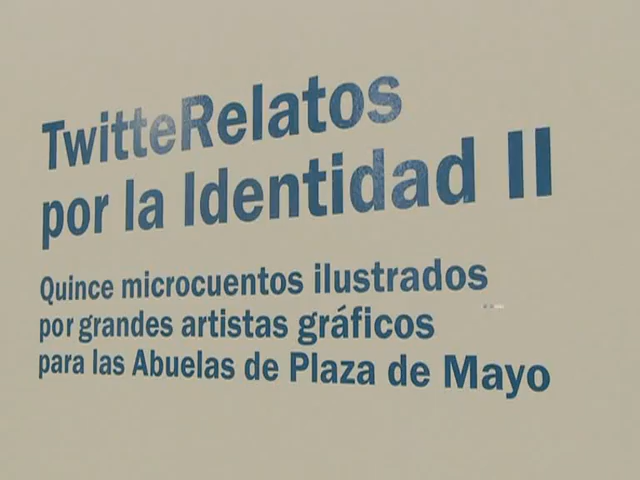 TwitteRelatos
por la Identidad II
Quince microcuentos ilustrados
por grandes artistas gráficos
para las Abuelas de Plaza de Mayo